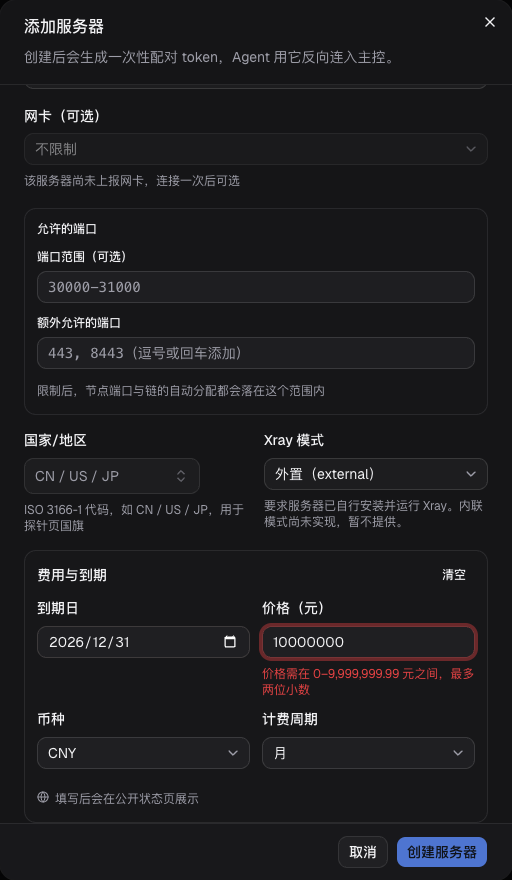 添加服务器
创建后会生成一次性配对 token，Agent 用它反向连入主控。
网卡（可选）
不限制
该服务器尚未上报网卡，连接一次后可选
允许的端口
端口范围（可选）
30000-31000
额外允许的端口
443, 8443（逗号或回车添加）
限制后，节点端口与链的自动分配都会落在这个范围内
国家/地区
CN / US / JP
ISO 3166-1 代码，如 CN / US / JP，用于
探针页国旗
Xray 模式
外置（external）
要求服务器已自行安装并运行 Xray。内联
模式尚未实现，暂不提供。
费用与到期
清空
到期日
2026/12/31
价格（元）
10000000
价格需在 0–9,999,999.99 元之间，最多
两位小数
币种
CNY
计费周期
月
填写后会在公开状态页展示
取消
创建服务器